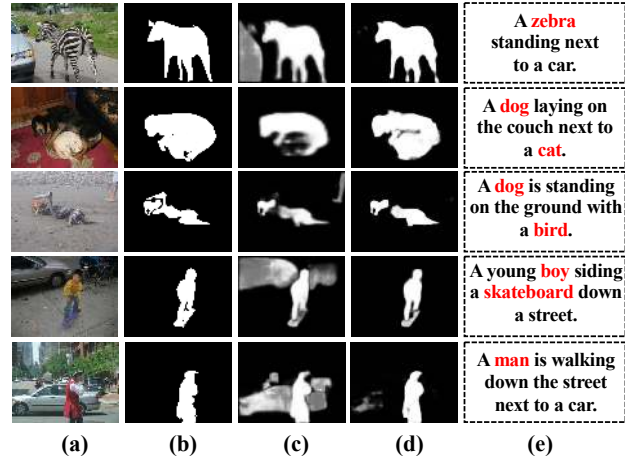 A zebra
standing next
to a car.
A dog laying on
the couch next to
a cat.
A dog is standing
on the ground with
a bird.
A young boy siding
a skateboard down
a street.
A man is walking
down the street
next to a car.
(a) (b) (c) (d) (e)